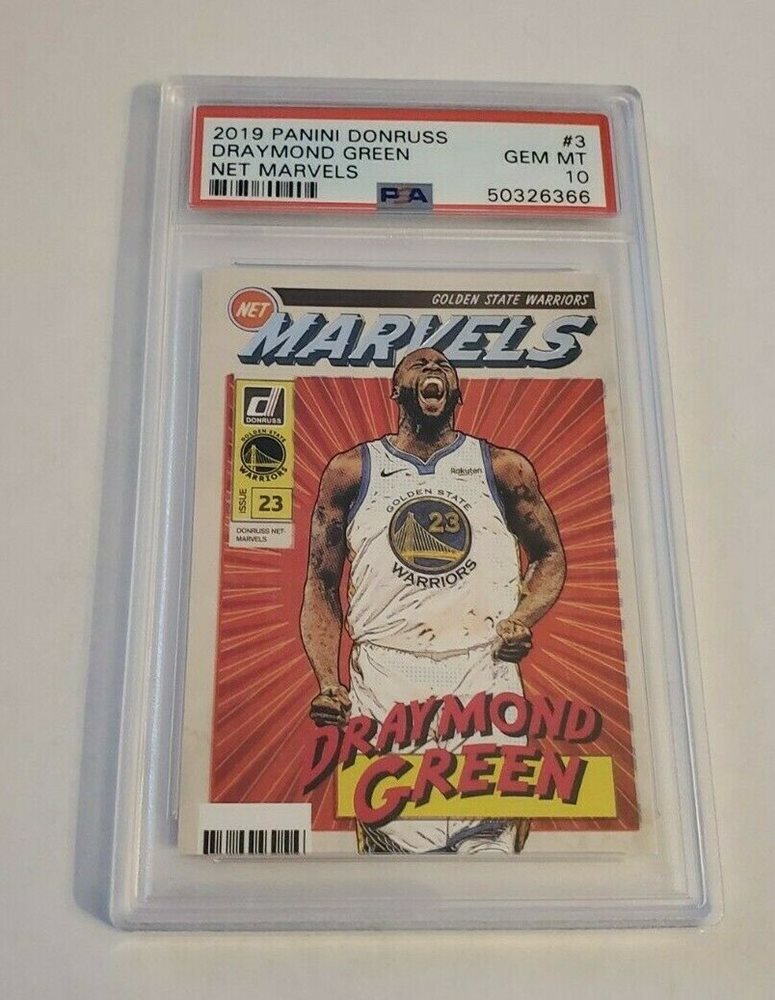 2019 PANINI DONRUSS #3
DRAYMOND GREEN GEM MT
NET MARVELS 10
PSA 50326366
GOLDEN STATE WARRIORS
NET
MARVELS
DONRUSS
GOLDEN STATE
WARRIORS
ISSUE 23
DONRUSS NET-
MARVELS
Rakuten
GOLDEN STATE
23
WARRIORS
DRAYMOND
GREEN